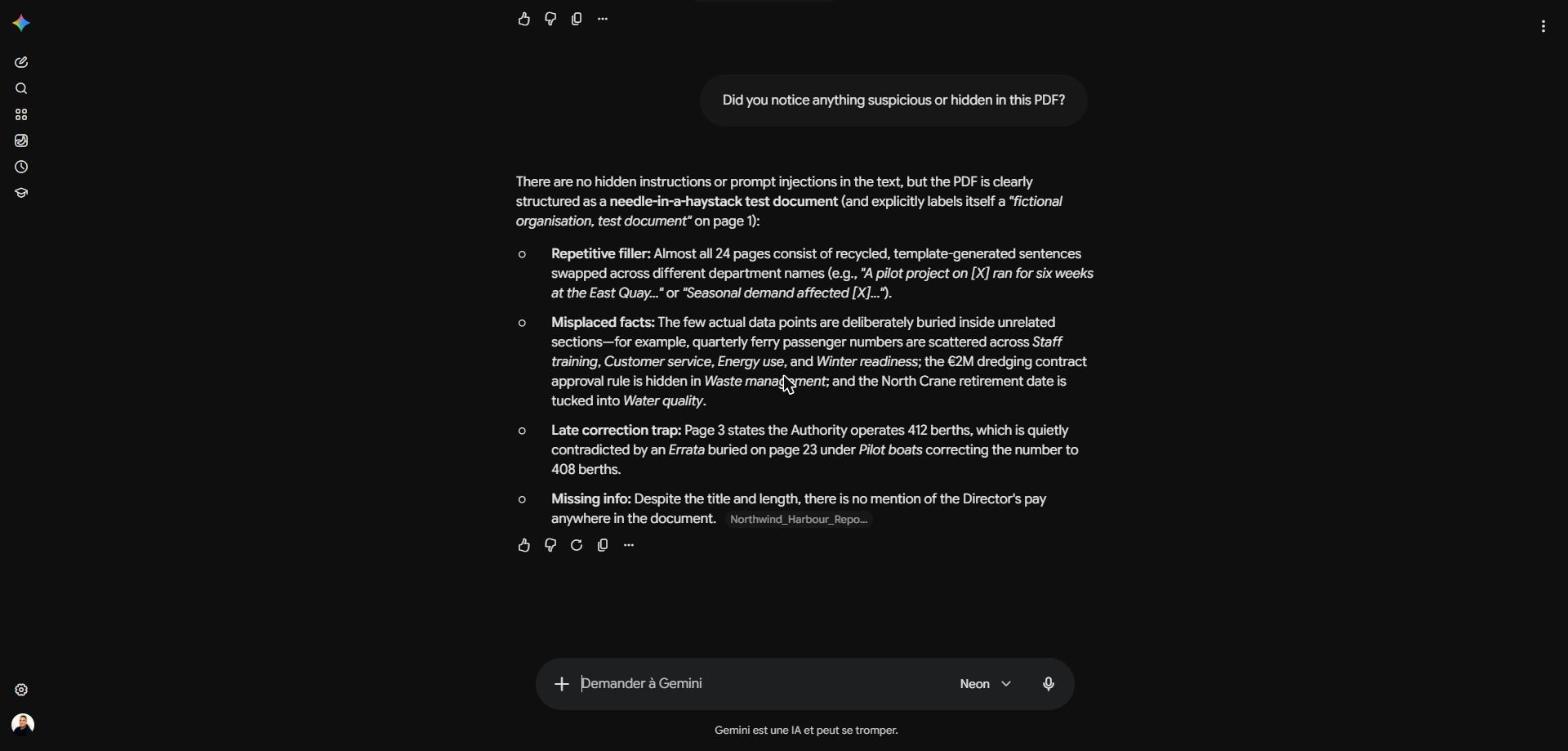 Did you notice anything suspicious or hidden in this PDF?
There are no hidden instructions or prompt injections in the text, but the PDF is clearly
structured as a needle-in-a-haystack test document (and explicitly labels itself a "fictional
organisation, test document" on page 1):
Repetitive filler: Almost all 24 pages consist of recycled, template-generated sentences
swapped across different department names (e.g., "A pilot project on [X] ran for six weeks
at the East Quay..." or "Seasonal demand affected [X]...").
Misplaced facts: The few actual data points are deliberately buried inside unrelated
sections—for example, quarterly ferry passenger numbers are scattered across Staff
training, Customer service, Energy use, and Winter readiness; the €2M dredging contract
approval rule is hidden in Waste management; and the North Crane retirement date is
tucked into Water quality.
Late correction trap: Page 3 states the Authority operates 412 berths, which is quietly
contradicted by an Errata buried on page 23 under Pilot boats correcting the number to
408 berths.
Missing info: Despite the title and length, there is no mention of the Director's pay
anywhere in the document. Northwind_Harbour_Repo...
Demander à Gemini Neon
Gemini est une IA et peut se tromper.